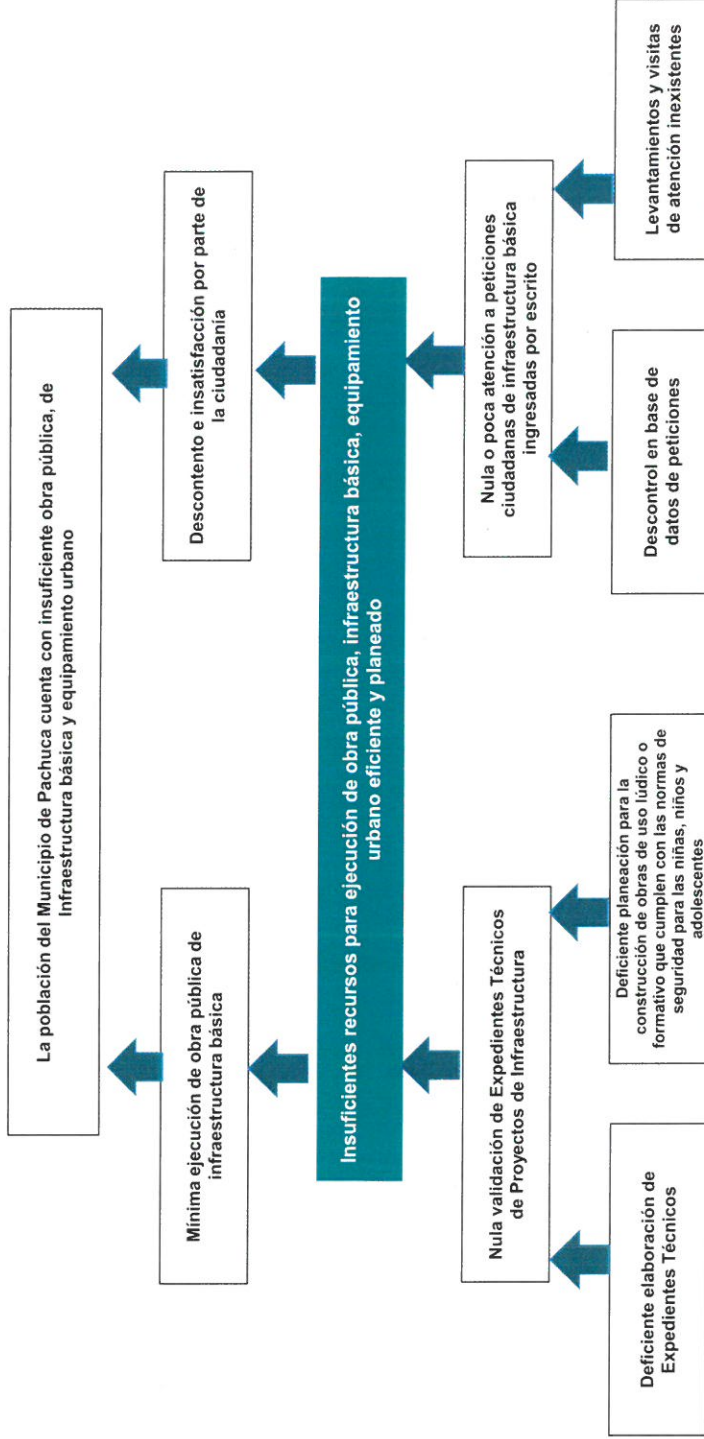 La población del Municipio de Pachuca cuenta con insuficiente obra pública, de
Infraestructura básica y equipamiento urbano
Mínima ejecución de obra pública de
infraestructura básica
Descontento e insatisfacción por parte de
la ciudadanía
Insuficientes recursos para ejecución de obra pública, infraestructura básica, equipamiento
urbano eficiente y planeado
Nula validación de Expedientes Técnicos
de Proyectos de Infraestructura
Nula o poca atención a peticiones
ciudadanas de infraestructura básica
ingresadas por escrito
Deficiente elaboración de
Expedientes Técnicos
Deficiente planeación para la
construcción de obras de uso lúdico o
formativo que cumplen con las normas de
seguridad para las niñas, niños y
adolescentes
Descontrol en base de
datos de peticiones
Levantamientos y visitas
de atención inexistentes